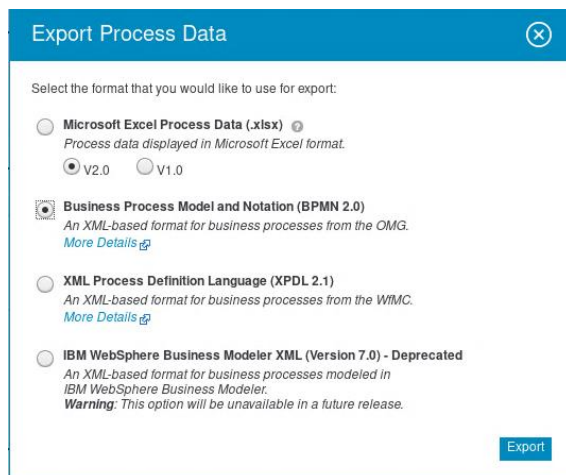 Export Process Data
Select the format that you would like to use for export:
Microsoft Excel Process Data (.xlsx)
Process data displayed in Microsoft Excel format.
V2.0 V1.0
Business Process Model and Notation (BPMN 2.0)
An XML-based format for business processes from the OMG.
More Details
XML Process Definition Language (XPDL 2.1)
An XML-based format for business processes from the WfMC.
More Details
IBM WebSphere Business Modeler XML (Version 7.0) - Deprecated
An XML-based format for business processes modeled in
IBM WebSphere Business Modeler.
Warning: This option will be unavailable in a future release.
Export